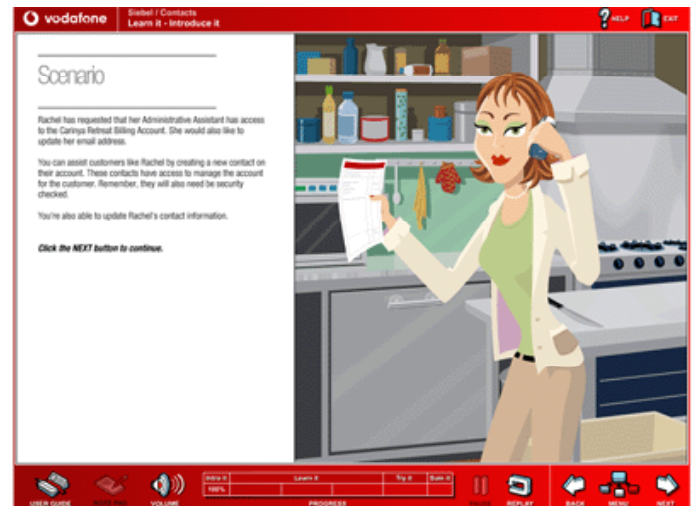 vodafone
Siebel / Contacts
Learn it - Introduce it
HELP
EXIT
Scenario
Rachel has requested that her Administrative Assistant has access
to the Carinya Retreat Billing Account. She would also like to
update her email address.
You can assist customers like Rachel by creating a new contact on
their account. These contacts have access to manage the account
for the customer. Remember, they will also need be security
checked.
You're also able to update Rachel's contact information.
Click the NEXT button to continue.
Intro it
Learn it
Try it
Sum it
100%
USER GUIDE
NOTE PAD
VOLUME
PROGRESS
PAUSE
REPLAY
BACK
MENU
NEXT